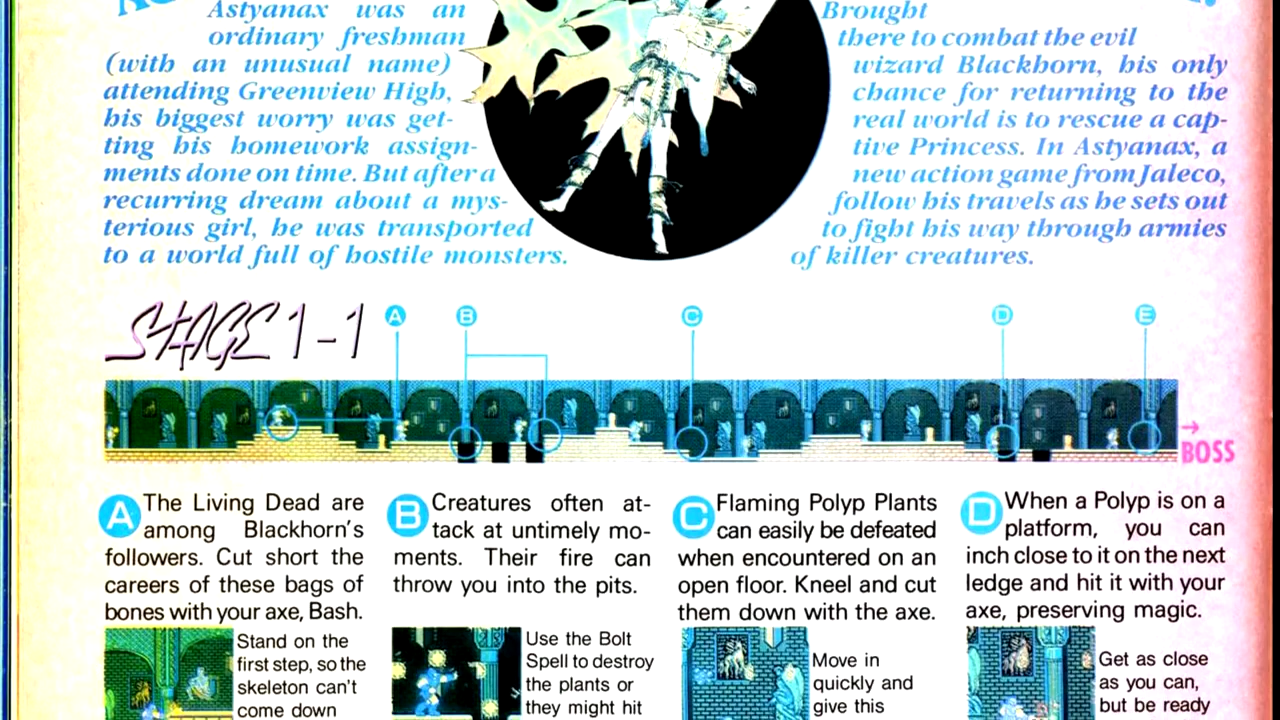 Astyanax was an
ordinary freshman
(with an unusual name)
attending Greenview High,
his biggest worry was get-
ting his homework assign-
ments done on time. But after a
recurring dream about a mys-
terious girl, he was transported
to a world full of hostile monsters.
Brought
there to combat the evil
wizard Blackhorn, his only
chance for returning to the
real world is to rescue a cap-
tive Princess. In Astyanax, a
new action game from Jaleco,
follow his travels as he sets out
to fight his way through armies
of killer creatures.
STAGE 1-1
A
B
C
D
E
→
BOSS
A The Living Dead are
among Blackhorn's
followers. Cut short the
careers of these bags of
bones with your axe, Bash.
Stand on the
first step, so the
skeleton can't
come down
B Creatures often at-
tack at untimely mo-
ments. Their fire can
throw you into the pits.
Use the Bolt
Spell to destroy
the plants or
they might hit
C Flaming Polyp Plants
can easily be defeated
when encountered on an
open floor. Kneel and cut
them down with the axe.
Move in
quickly and
give this
D When a Polyp is on a
platform, you can
inch close to it on the next
ledge and hit it with your
axe, preserving magic.
Get as close
as you can,
but be ready